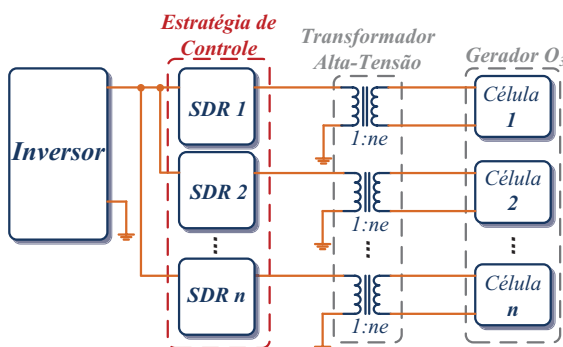 Estratégia de
Controle
Transformador
Alta-Tensão
Gerador O3
Inversor
SDR 1
SDR 2
SDR n
1:ne
1:ne
1:ne
Célula
1
Célula
2
Célula
n